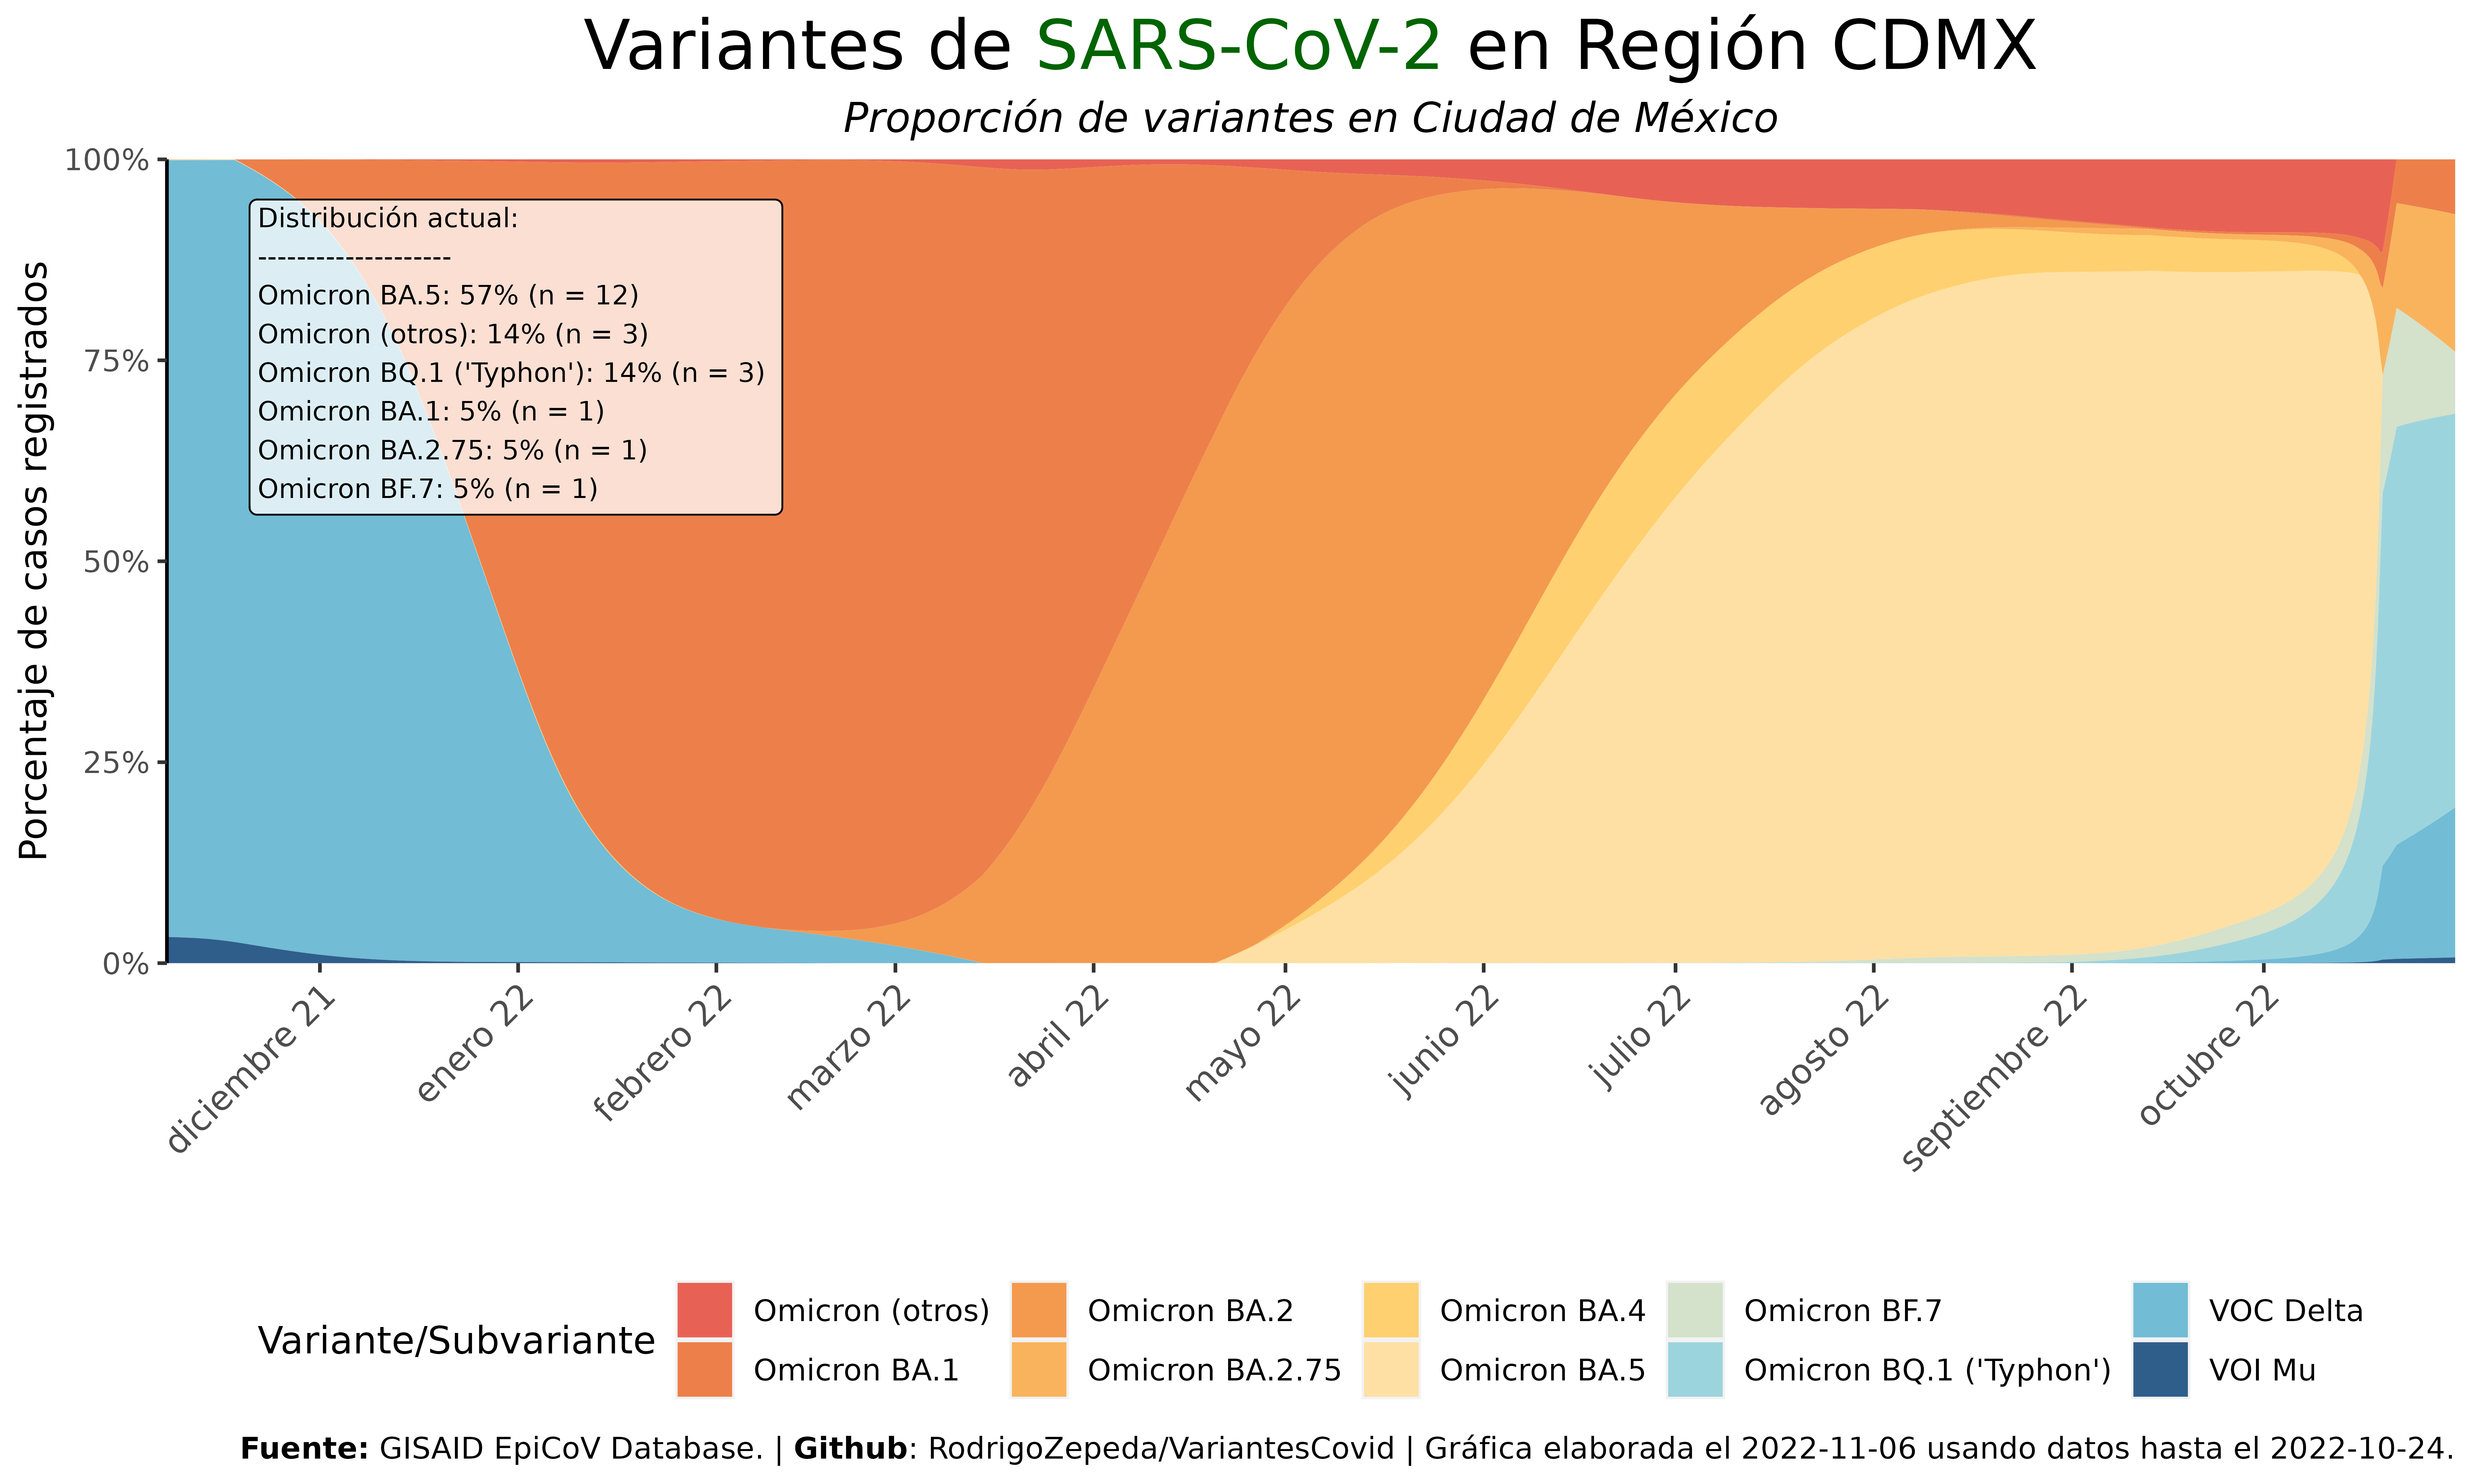 Variantes de SARS-CoV-2 en Región CDMX
Proporción de variantes en Ciudad de México
Porcentaje de casos registrados
100%
75%
50%
25%
0%
Distribución actual:
--------------------
Omicron BA.5: 57% (n = 12)
Omicron (otros): 14% (n = 3)
Omicron BQ.1 ('Typhon'): 14% (n = 3)
Omicron BA.1: 5% (n = 1)
Omicron BA.2.75: 5% (n = 1)
Omicron BF.7: 5% (n = 1)
diciembre 21
enero 22
febrero 22
marzo 22
abril 22
mayo 22
junio 22
julio 22
agosto 22
septiembre 22
octubre 22
Variante/Subvariante
Omicron (otros)
Omicron BA.1
Omicron BA.2
Omicron BA.2.75
Omicron BA.4
Omicron BA.5
Omicron BF.7
Omicron BQ.1 ('Typhon')
VOC Delta
VOI Mu
Fuente: GISAID EpiCoV Database. | Github: RodrigoZepeda/VariantesCovid | Gráfica elaborada el 2022-11-06 usando datos hasta el 2022-10-24.